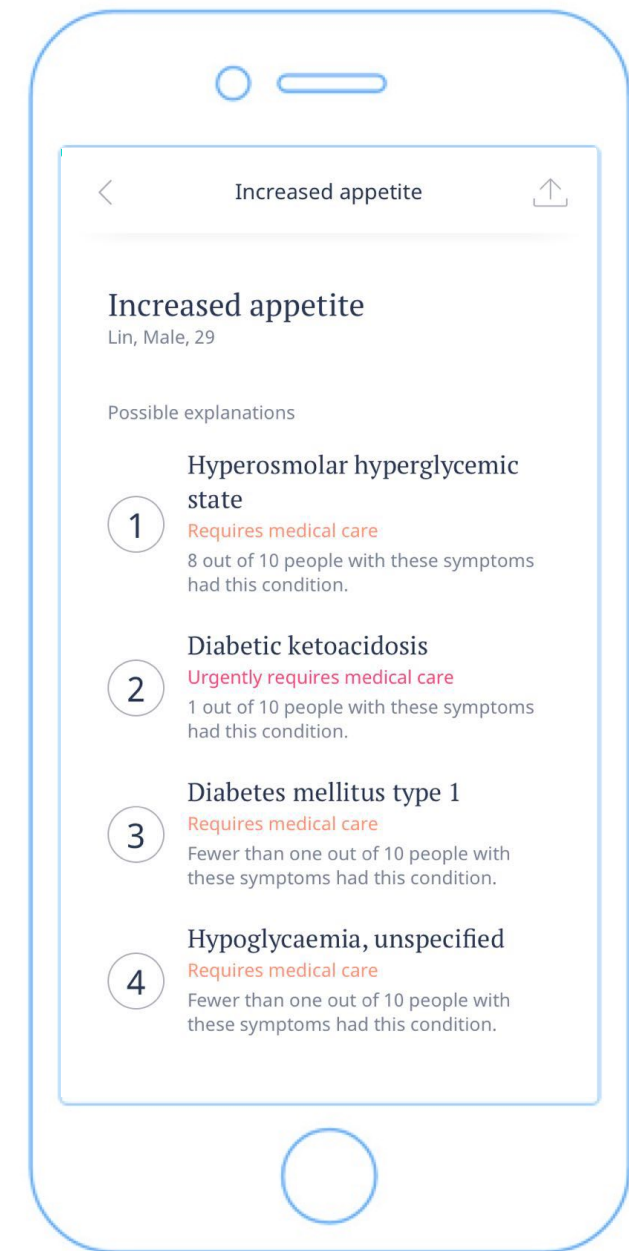 Increased appetite
Increased appetite
Lin, Male, 29
Possible explanations
1
Hyperosmolar hyperglycemic
state
Requires medical care
8 out of 10 people with these symptoms
had this condition.
2
Diabetic ketoacidosis
Urgently requires medical care
1 out of 10 people with these symptoms
had this condition.
3
Diabetes mellitus type 1
Requires medical care
Fewer than one out of 10 people with
these symptoms had this condition.
4
Hypoglycaemia, unspecified
Requires medical care
Fewer than one out of 10 people with
these symptoms had this condition.